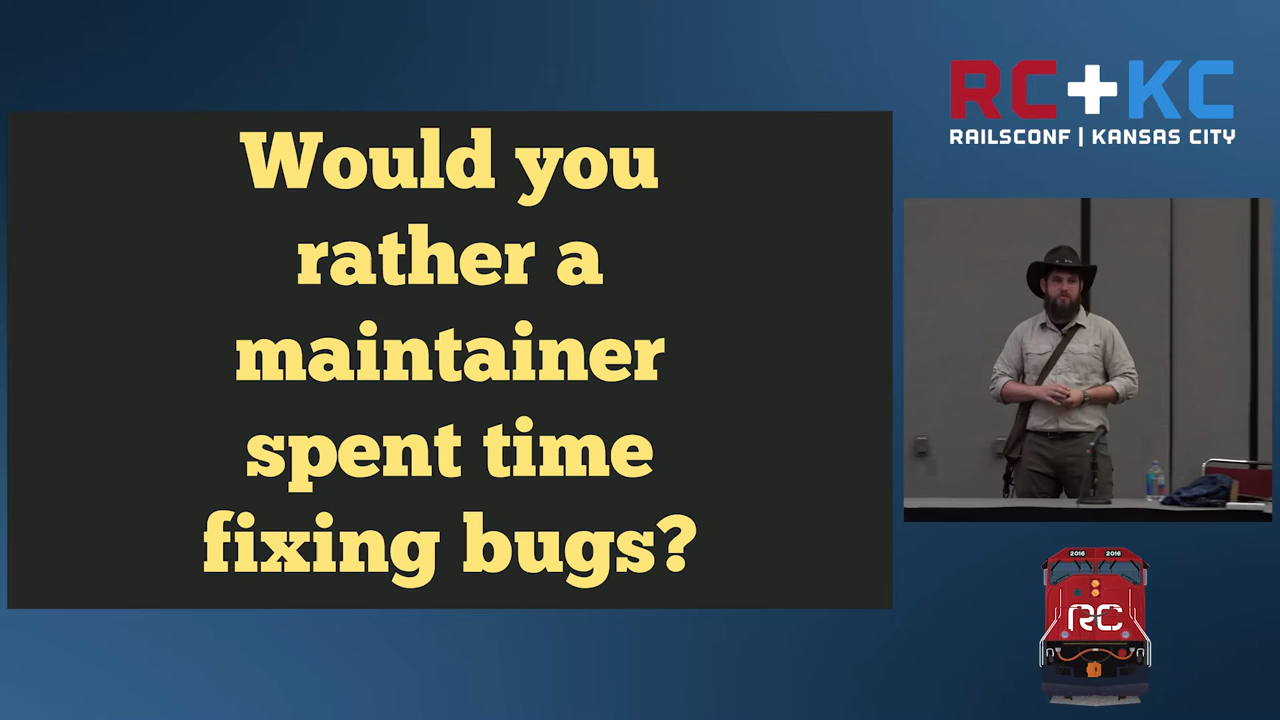 Would you
rather a
maintainer
spent time
fixing bugs?
RC+KC
RAILSCONF | KANSAS CITY
2016 2016
RC